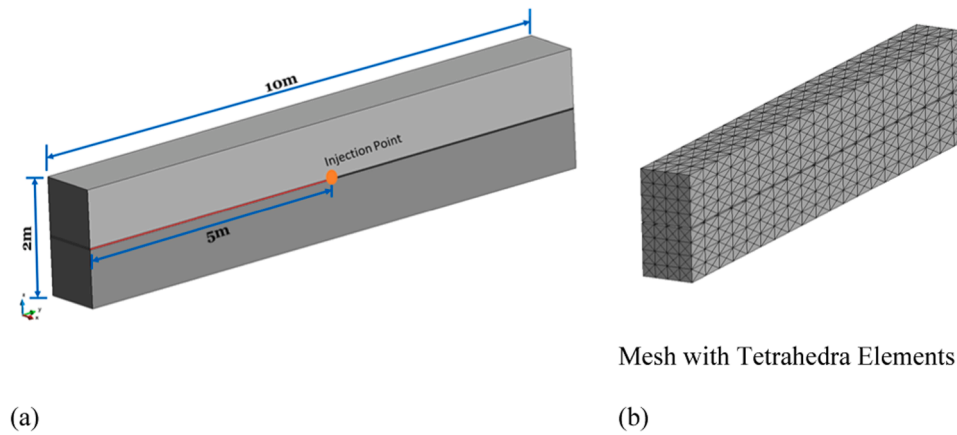 10m
Injection Point
5m
2m
z
y
x
Mesh with Tetrahedra Elements
(a)
(b)